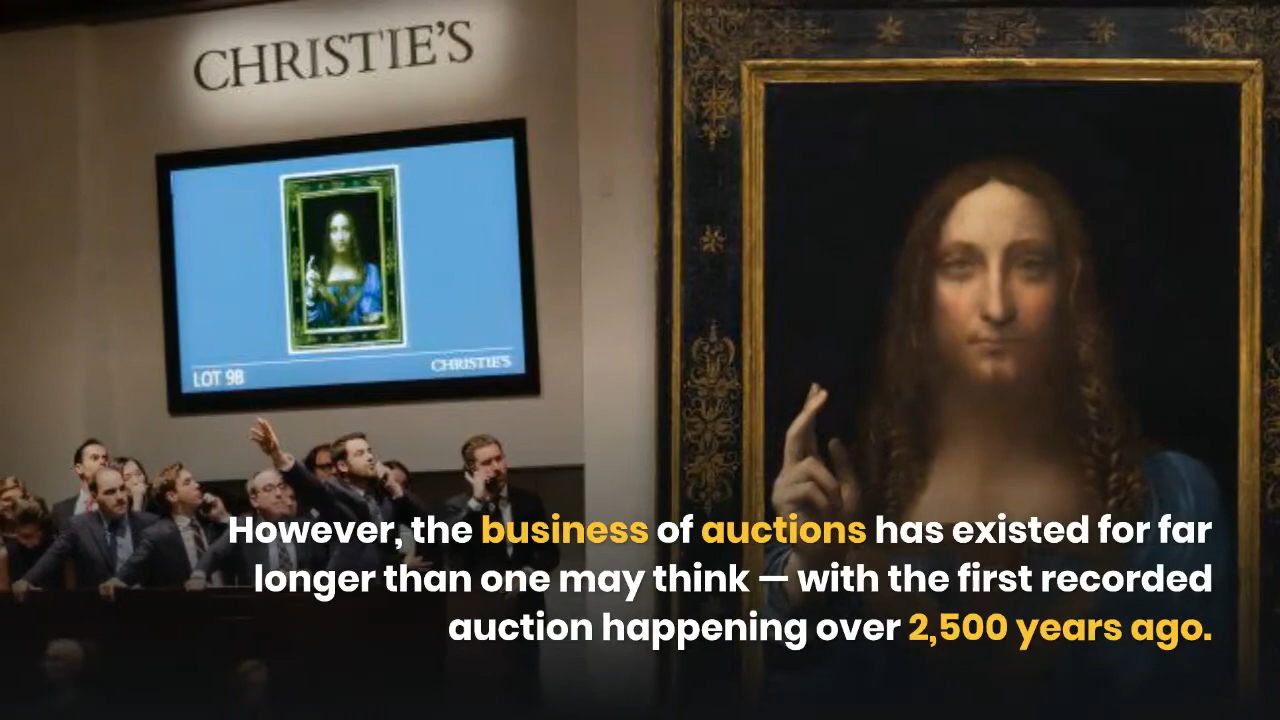 CHRISTIE'S
LOT 9B
CHRISTIE'S
However, the business of auctions has existed for far
longer than one may think — with the first recorded
auction happening over 2,500 years ago.